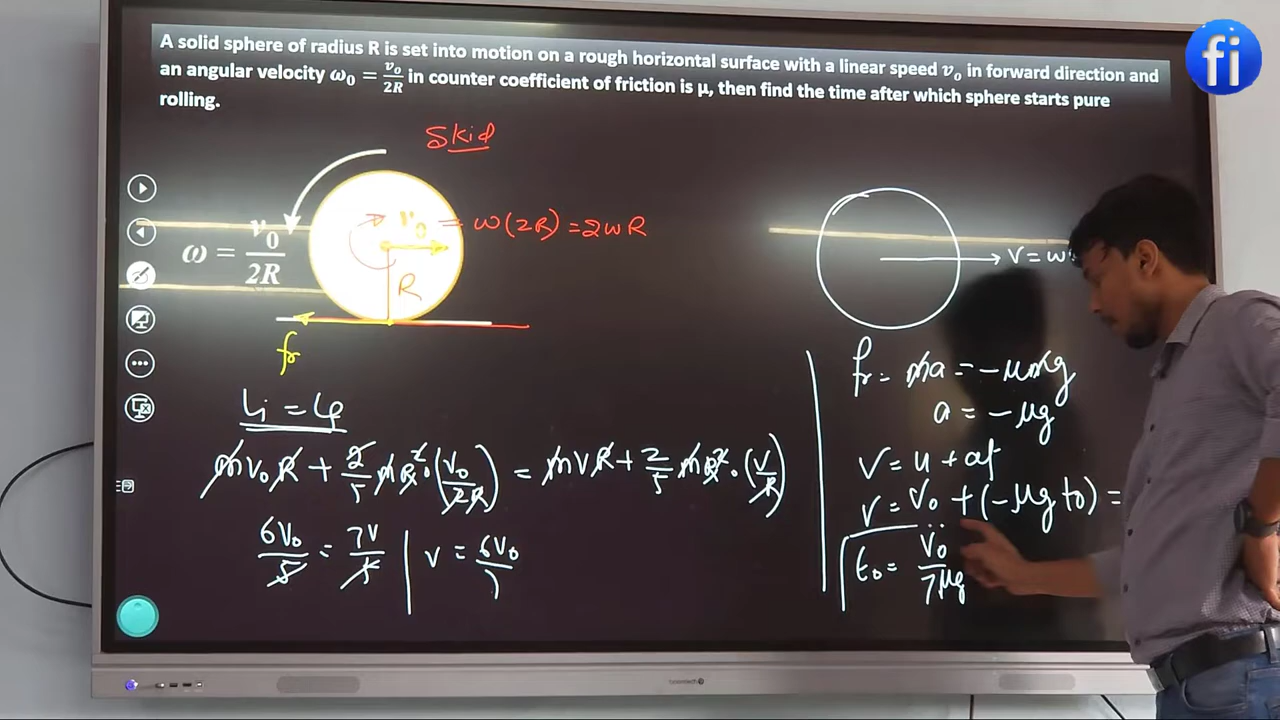 A solid sphere of radius R is set into motion on a rough horizontal surface with a linear speed v₀ in forward direction and
an angular velocity ω₀ = v₀/2R in counter coefficient of friction is μ, then find the time after which sphere starts pure
rolling.
fi
Skid
v₀ = ω(2R) = 2ωR
ω = v₀/2R
R
fr
V = ω
Li = Lf
mV₀R + 2/5 mR²·(V₀/2R) = mVR + 2/5 mR²·(V/R)
6V₀/5 = 7V/5 | V = 6V₀/7
fr = ma = -μmg
a = -μg
V = u + at
V = V₀ + (-μg t₀) =
t₀ = V₀/7μg